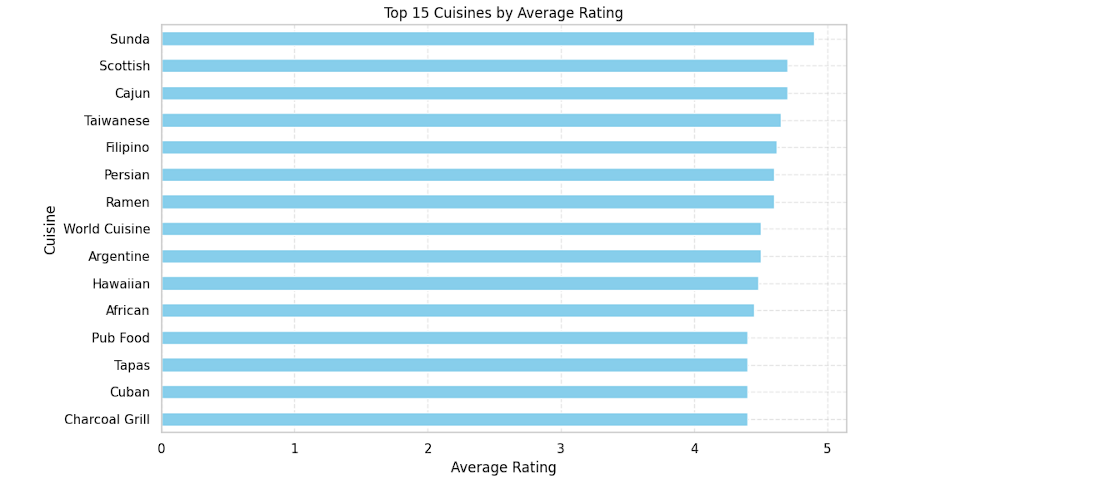 Top 15 Cuisines by Average Rating
Cuisine
Sunda
Scottish
Cajun
Taiwanese
Filipino
Persian
Ramen
World Cuisine
Argentine
Hawaiian
African
Pub Food
Tapas
Cuban
Charcoal Grill
0 1 2 3 4 5
Average Rating